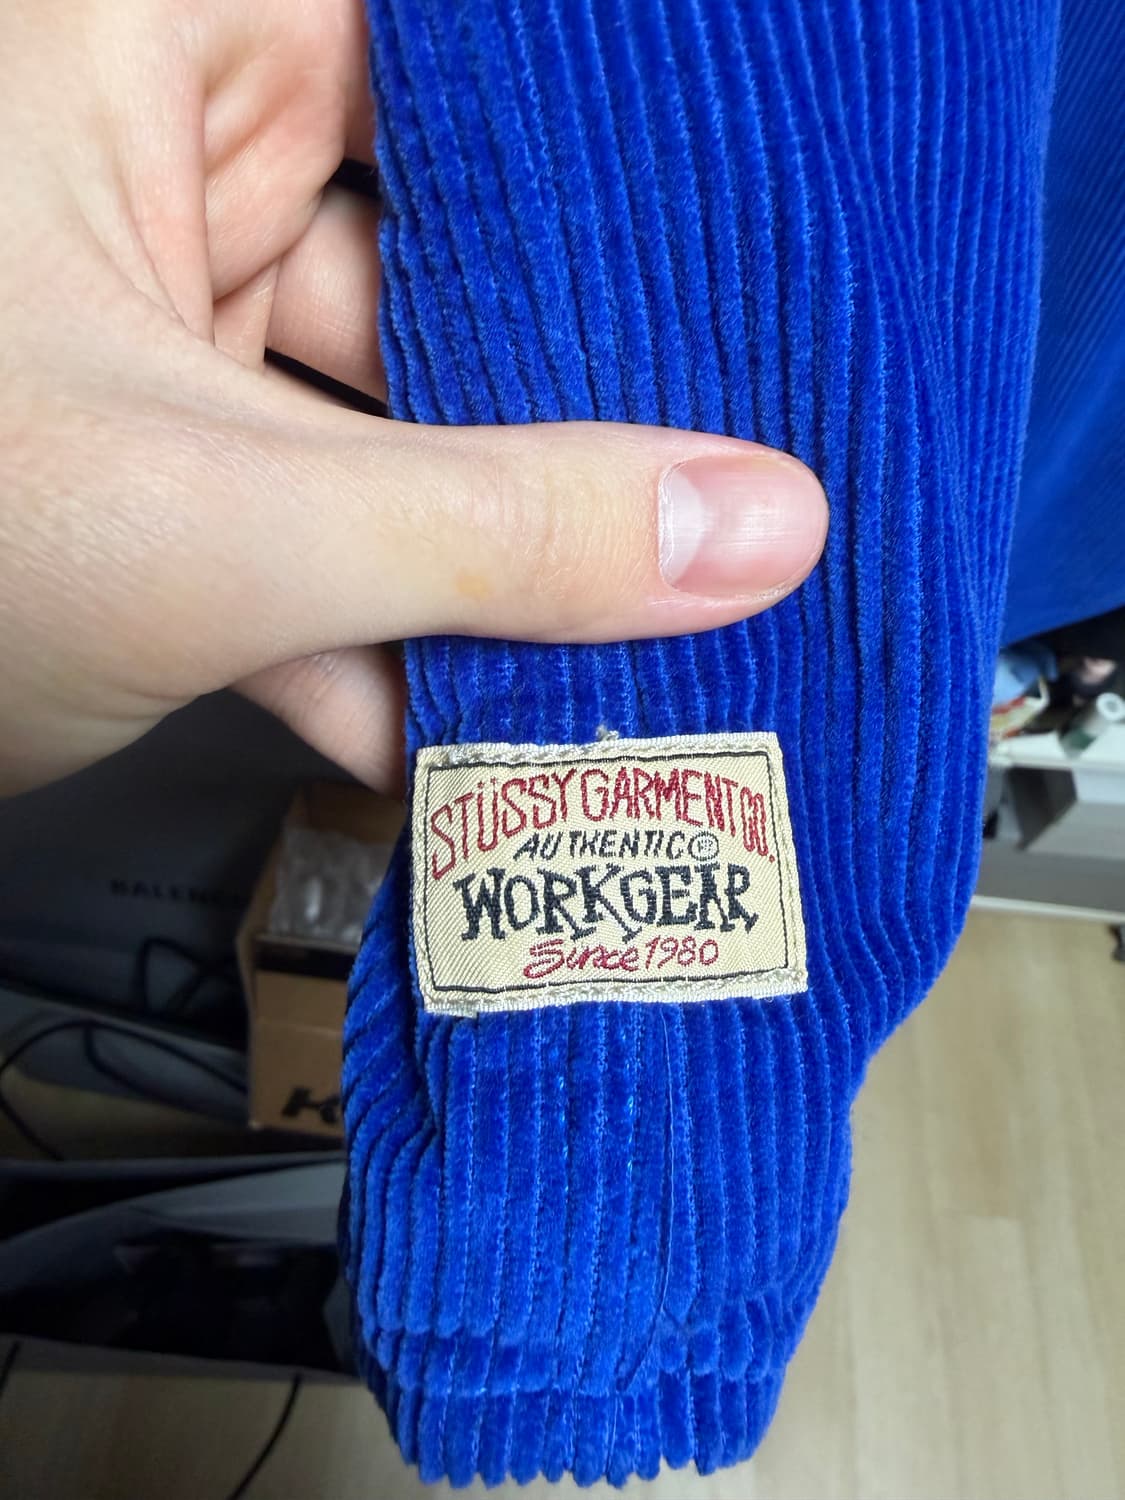 STÜSSY GARMENT CO.
AUTHENTIC®
WORKGEAR
Since 1980